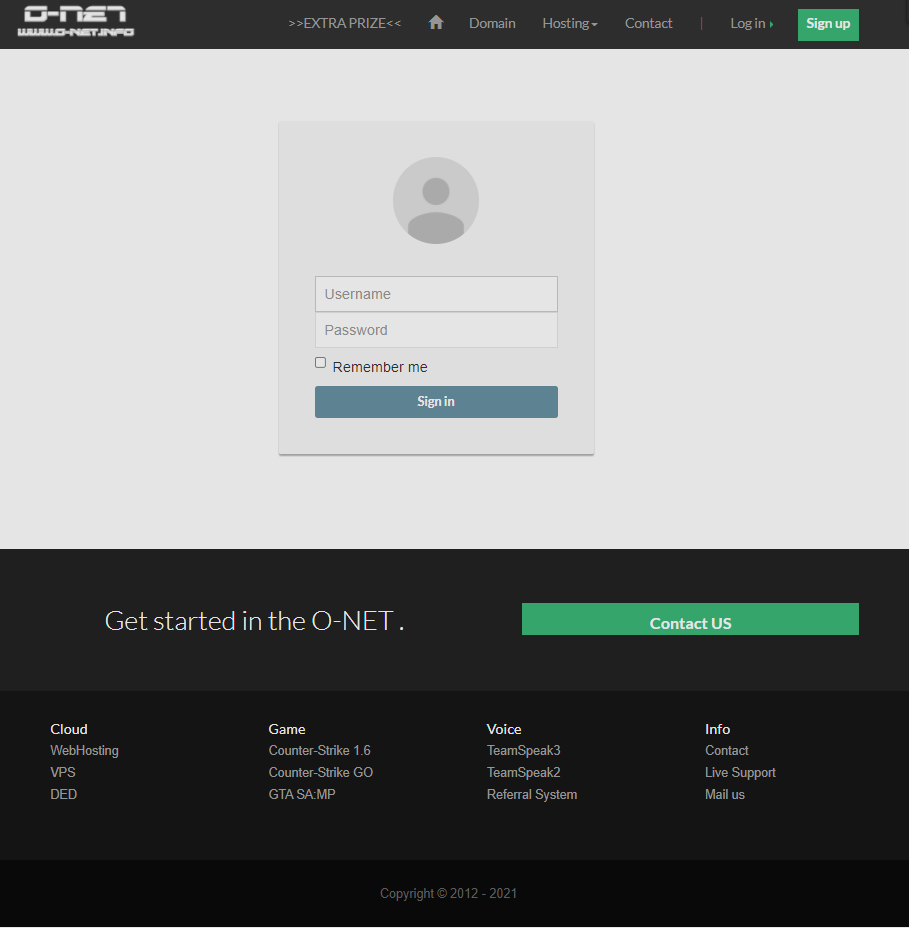 O-NET
WWW.O-NET.INFO
>>EXTRA PRIZE<<
Domain
Hosting
Contact
|
Log in
Sign up
Username
Password
Remember me
Sign in
Get started in the O-NET .
Contact US
Cloud
WebHosting
VPS
DED
Game
Counter-Strike 1.6
Counter-Strike GO
GTA SA:MP
Voice
TeamSpeak3
TeamSpeak2
Referral System
Info
Contact
Live Support
Mail us
Copyright © 2012 - 2021